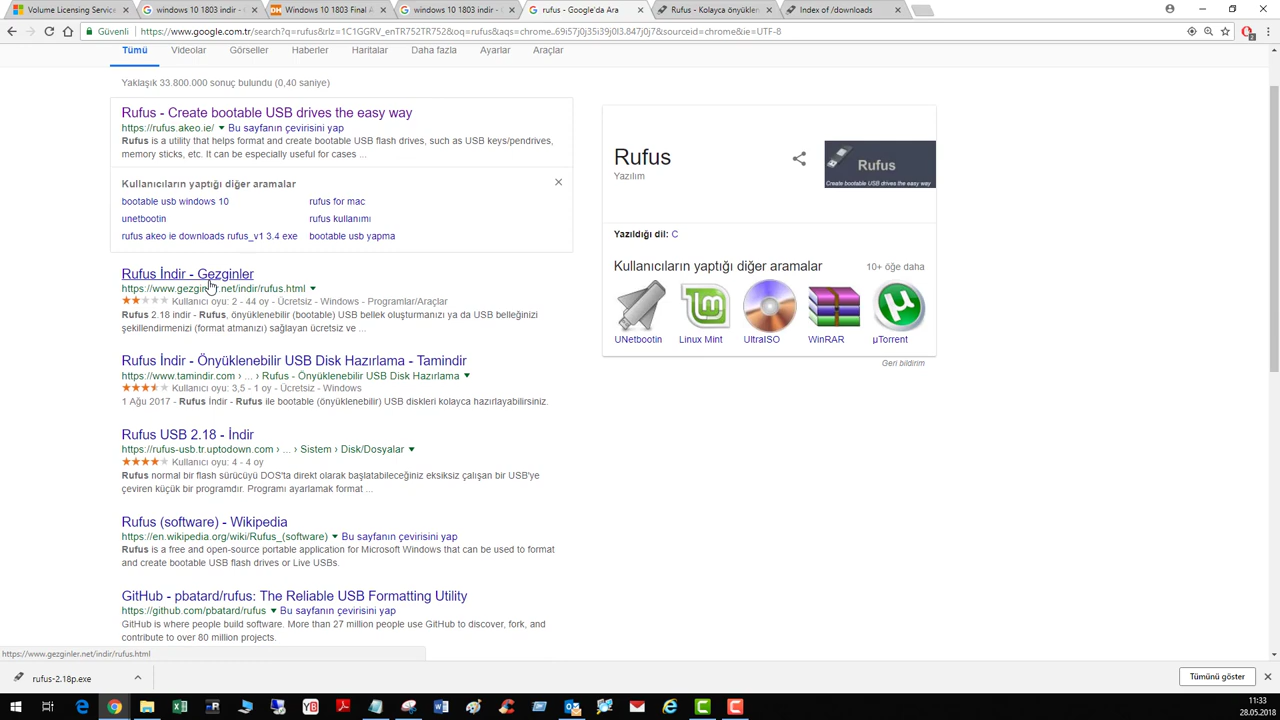 Volume Licensing Servic
windows 10 1803 indir -
Windows 10 1803 Final A
windows 10 1803 indir -
rufus - Google'da Ara
Rufus - Kolayca önyüklen
Index of /downloads
Güvenli
https://www.google.com.tr/search?q=rufus&rlz=1C1GGRV_enTR752TR752&oq=rufus&aqs=chrome..69i57j0j35i39j0l3.847j0j7&sourceid=chrome&ie=UTF-8
2
Tümü
Videolar
Görseller
Haberler
Haritalar
Daha fazla
Ayarlar
Araçlar
Yaklaşık 33.800.000 sonuç bulundu (0,40 saniye)
Rufus - Create bootable USB drives the easy way
https://rufus.akeo.ie/ Bu sayfanın çevirisini yap
Rufus is a utility that helps format and create bootable USB flash drives, such as USB keys/pendrives,
memory sticks, etc. It can be especially useful for cases ...
Kullanıcıların yaptığı diğer aramalar
bootable usb windows 10
rufus for mac
unetbootin
rufus kullanımı
rufus akeo ie downloads rufus_v1 3.4 exe
bootable usb yapma
Rufus İndir - Gezginler
https://www.gezginler.net/indir/rufus.html
Kullanıcı oyu: 2 - 44 oy - Ücretsiz - Windows - Programlar/Araçlar
Rufus 2.18 indir - Rufus, önyüklenebilir (bootable) USB bellek oluşturmanızı ya da USB belleğinizi
şekillendirmenizi (format atmanızı) sağlayan ücretsiz ve ...
Rufus İndir - Önyüklenebilir USB Disk Hazırlama - Tamindir
https://www.tamindir.com › ... › Rufus - Önyüklenebilir USB Disk Hazırlama
Kullanıcı oyu: 3,5 - 1 oy - Ücretsiz - Windows
1 Ağu 2017 - Rufus İndir - Rufus ile bootable (önyüklenebilir) USB diskleri kolayca hazırlayabilirsiniz.
Rufus USB 2.18 - İndir
https://rufus-usb.tr.uptodown.com › ... › Sistem › Disk/Dosyalar
Kullanıcı oyu: 4 - 4 oy
Rufus normal bir flash sürücüyü DOS'ta direkt olarak başlatabileceğiniz eksiksiz çalışan bir USB'ye
çeviren küçük bir programdır. Programı ayarlamak format ...
Rufus (software) - Wikipedia
https://en.wikipedia.org/wiki/Rufus_(software) Bu sayfanın çevirisini yap
Rufus is a free and open-source portable application for Microsoft Windows that can be used to format
and create bootable USB flash drives or Live USBs.
GitHub - pbatard/rufus: The Reliable USB Formatting Utility
https://github.com/pbatard/rufus Bu sayfanın çevirisini yap
GitHub is where people build software. More than 27 million people use GitHub to discover, fork, and
contribute to over 80 million projects.
Rufus
Yazılım
Rufus
Create bootable USB drives the easy way
Yazıldığı dil: C
Kullanıcıların yaptığı diğer aramalar
10+ öğe daha
UNetbootin
Linux Mint
UltraISO
WinRAR
µTorrent
Geri bildirim
https://www.gezginler.net/indir/rufus.html
rufus-2.18p.exe
Tümünü göster
11:33
28.05.2018